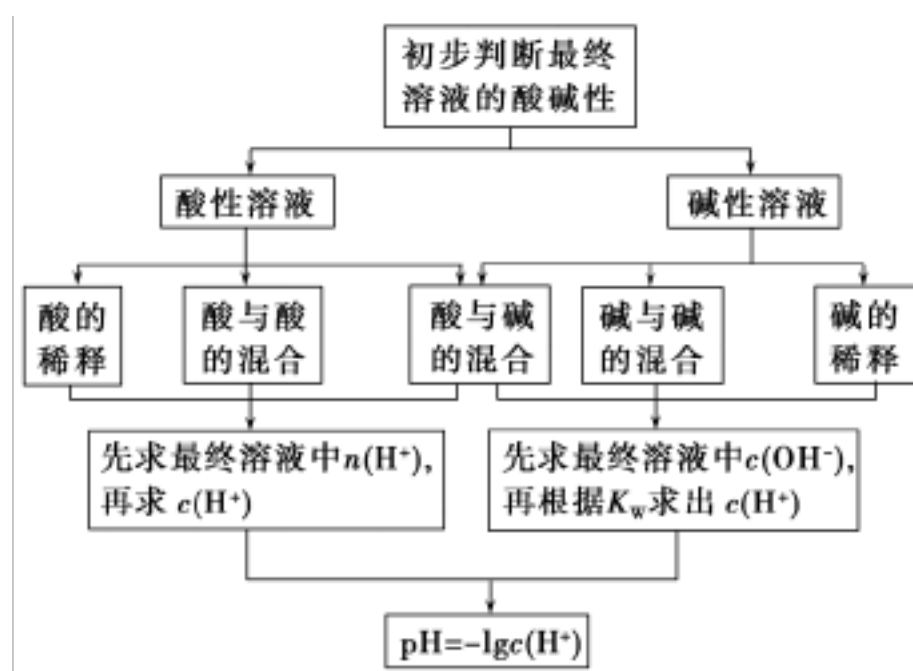 初步判断最终
溶液的酸碱性
酸性溶液
碱性溶液
酸的
稀释
酸与酸
的混合
酸与碱
的混合
碱与碱
的混合
碱的
稀释
先求最终溶液中n(H⁺),
再求 c(H⁺)
先求最终溶液中c(OH⁻),
再根据K_w求出 c(H⁺)
pH=-lgc(H⁺)